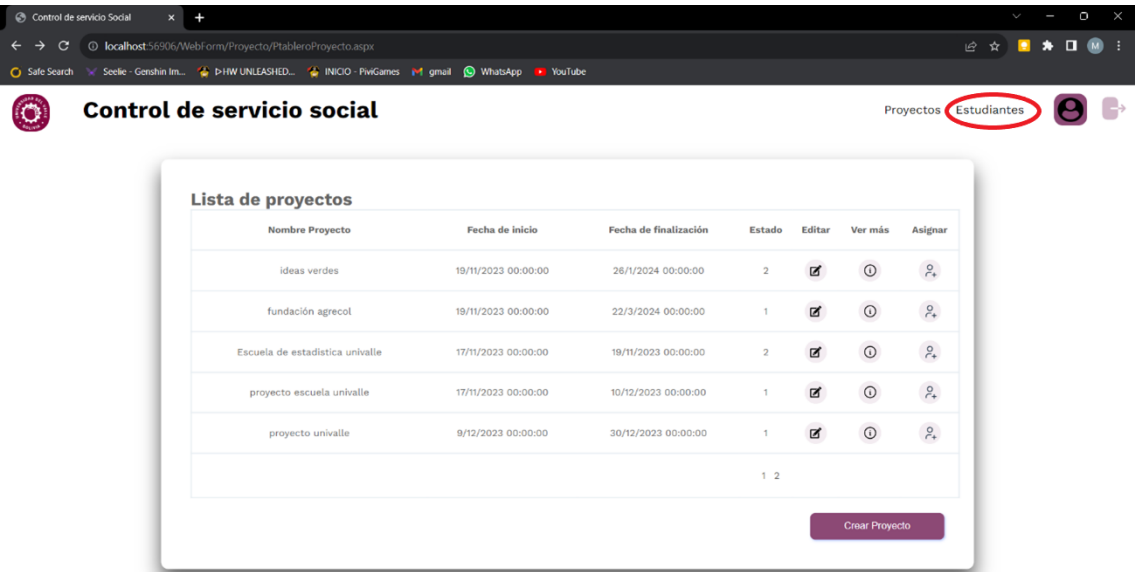 Control de servicio Social
localhost:56906/WebForm/Proyecto/PtableroProyecto.aspx
M
Safe Search Seelie - Genshin Im... ÞHW UNLEASHED... INICIO - PiviGames gmail WhatsApp YouTube
Control de servicio social Proyectos Estudiantes
Lista de proyectos
Nombre Proyecto Fecha de inicio Fecha de finalización Estado Editar Ver más Asignar
ideas verdes 19/11/2023 00:00:00 26/1/2024 00:00:00 2
fundación agrecol 19/11/2023 00:00:00 22/3/2024 00:00:00 1
Escuela de estadistica univalle 17/11/2023 00:00:00 19/11/2023 00:00:00 2
proyecto escuela univalle 17/11/2023 00:00:00 10/12/2023 00:00:00 1
proyecto univalle 9/12/2023 00:00:00 30/12/2023 00:00:00 1
1 2
Crear Proyecto